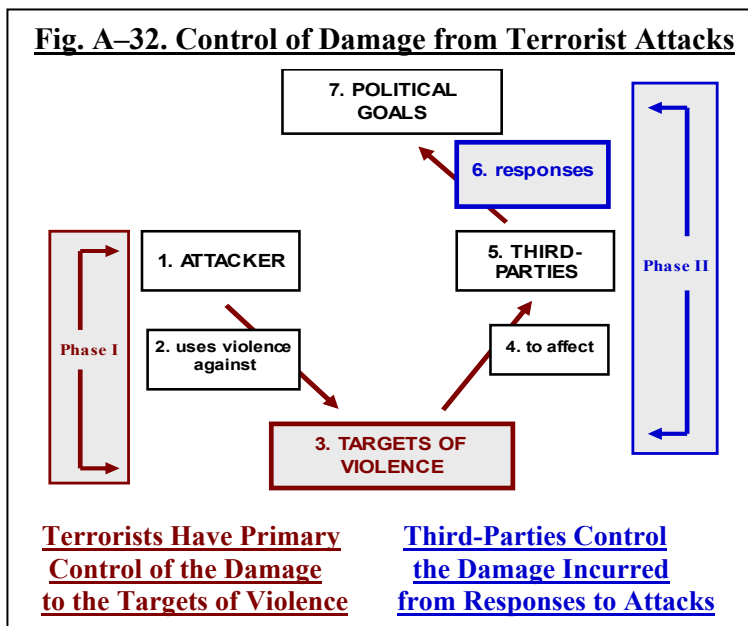 Fig. A–32. Control of Damage from Terrorist Attacks
7. POLITICAL
GOALS
6. responses
1. ATTACKER
5. THIRD-
PARTIES
Phase I
Phase II
2. uses violence
against
4. to affect
3. TARGETS OF
VIOLENCE
Terrorists Have Primary
Control of the Damage
to the Targets of Violence
Third-Parties Control
the Damage Incurred
from Responses to Attacks